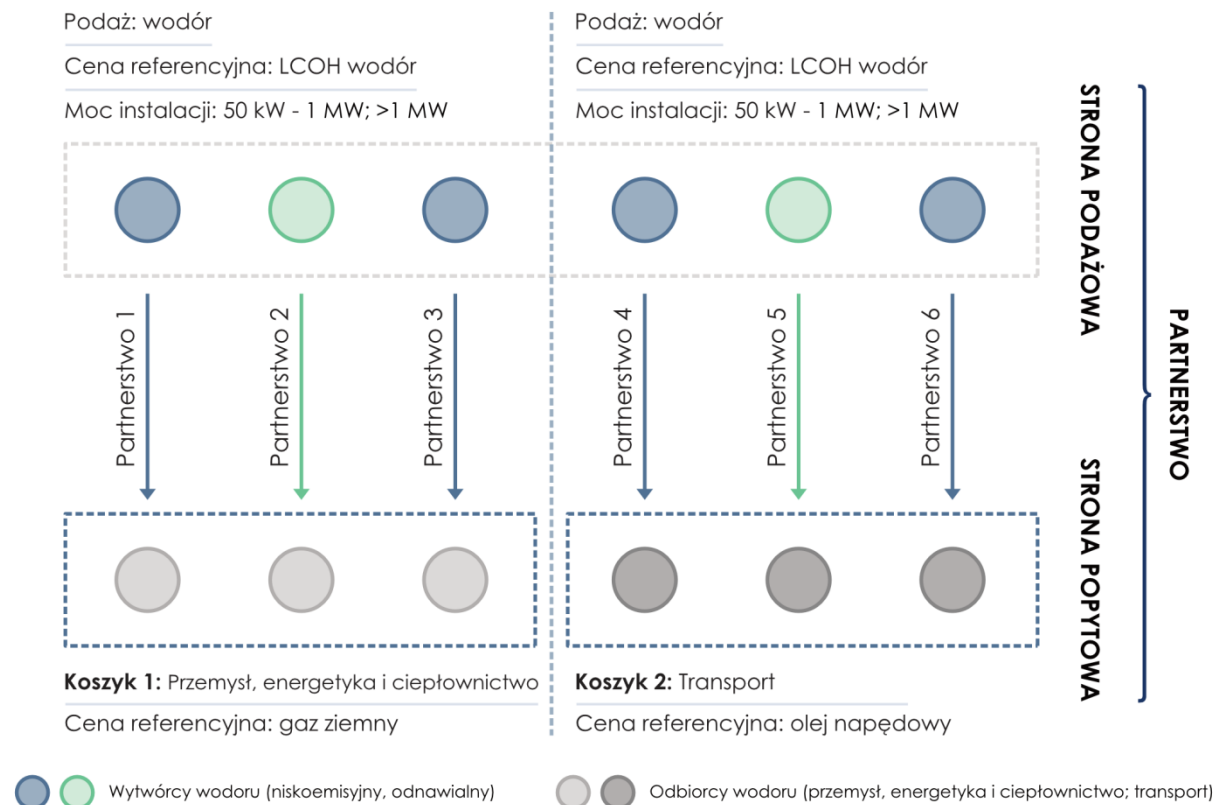 Podaż: wodór
Cena referencyjna: LCOH wodór
Moc instalacji: 50 kW - 1 MW; >1 MW
Podaż: wodór
Cena referencyjna: LCOH wodór
Moc instalacji: 50 kW - 1 MW; >1 MW
STRONA PODAŻOWA
Partnerstwo 1
Partnerstwo 2
Partnerstwo 3
Partnerstwo 4
Partnerstwo 5
Partnerstwo 6
PARTNERSTWO
STRONA POPYTOWA
Koszyk 1: Przemysł, energetyka i ciepłownictwo
Cena referencyjna: gaz ziemny
Koszyk 2: Transport
Cena referencyjna: olej napędowy
Wytwórcy wodoru (niskoemisyjny, odnawialny)
Odbiorcy wodoru (przemysł, energetyka i ciepłownictwo; transport)